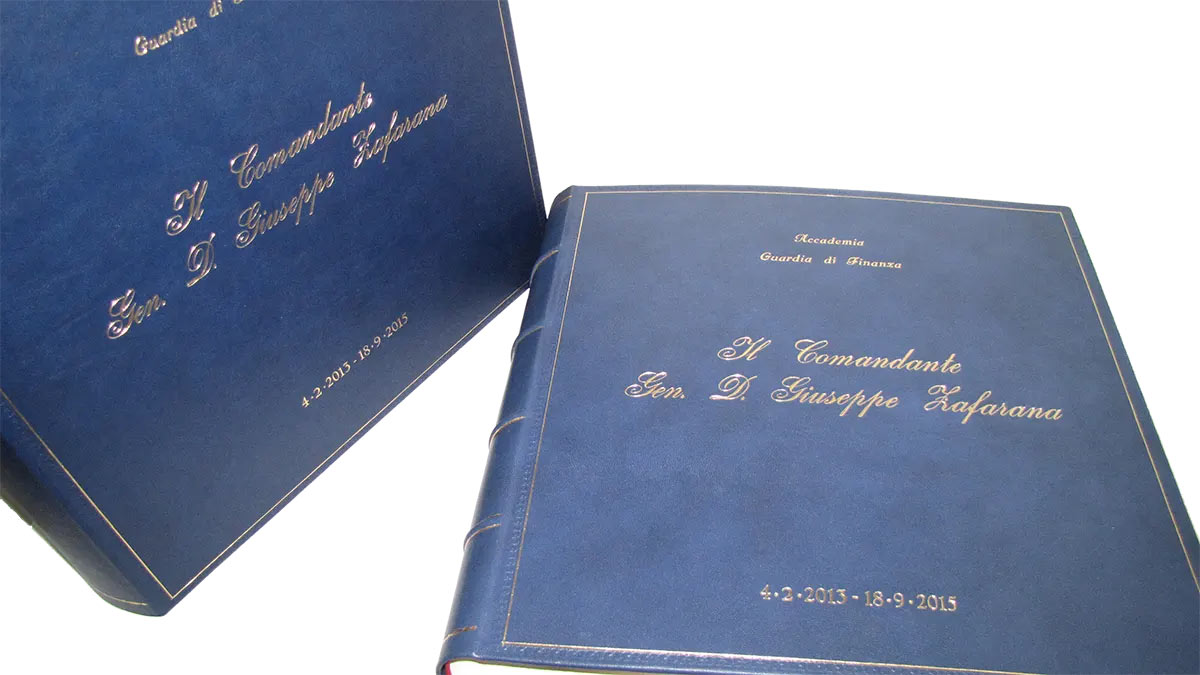 Guardia di
Il Comandante
Gen. D. Giuseppe Zafarana
4·2·2013 - 18·9·2015
Accademia
Guardia di Finanza
Il Comandante
Gen. D. Giuseppe Zafarana
4·2·2013 - 18·9·2015